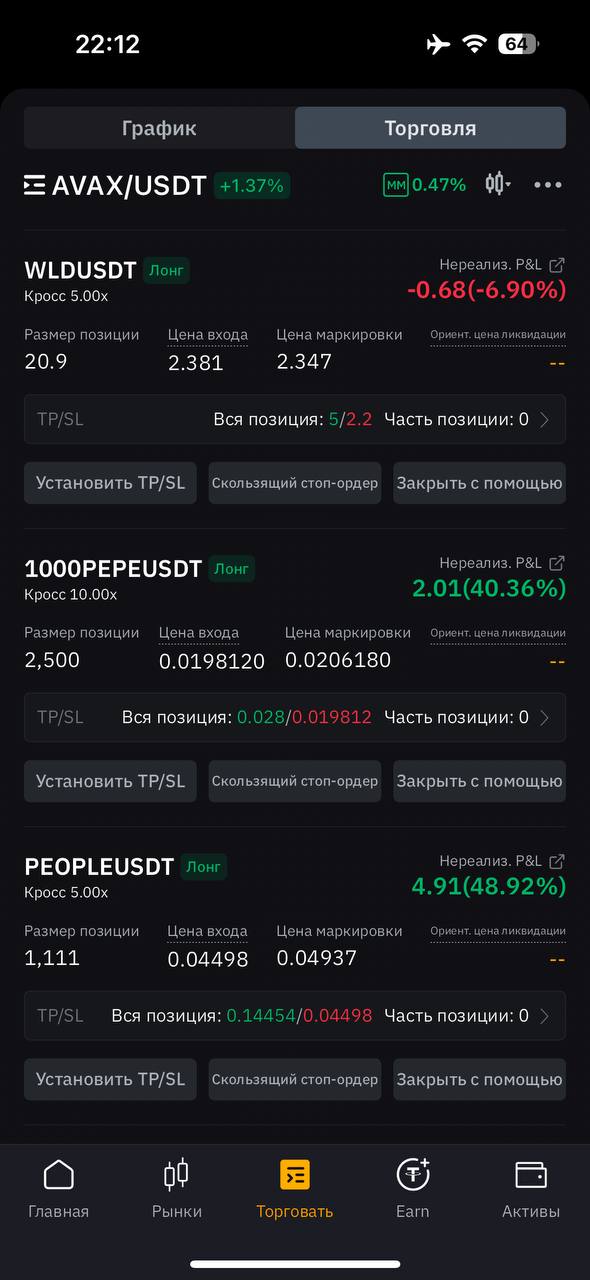 22:12
64
График Торговля
AVAX/USDT +1.37% MM 0.47%
WLDUSDT Лонг Нереализ. P&L
Кросс 5.00x -0.68(-6.90%)
Размер позиции Цена входа Цена маркировки Ориент. цена ликвидации
20.9 2.381 2.347 --
TP/SL Вся позиция: 5/2.2 Часть позиции: 0
Установить TP/SL Скользящий стоп-ордер Закрыть с помощью
1000PEPEUSDT Лонг Нереализ. P&L
Кросс 10.00x 2.01(40.36%)
Размер позиции Цена входа Цена маркировки Ориент. цена ликвидации
2,500 0.0198120 0.0206180 --
TP/SL Вся позиция: 0.028/0.019812 Часть позиции: 0
Установить TP/SL Скользящий стоп-ордер Закрыть с помощью
PEOPLEUSDT Лонг Нереализ. P&L
Кросс 5.00x 4.91(48.92%)
Размер позиции Цена входа Цена маркировки Ориент. цена ликвидации
1,111 0.04498 0.04937 --
TP/SL Вся позиция: 0.14454/0.04498 Часть позиции: 0
Установить TP/SL Скользящий стоп-ордер Закрыть с помощью
Главная Рынки Торговать Earn Активы